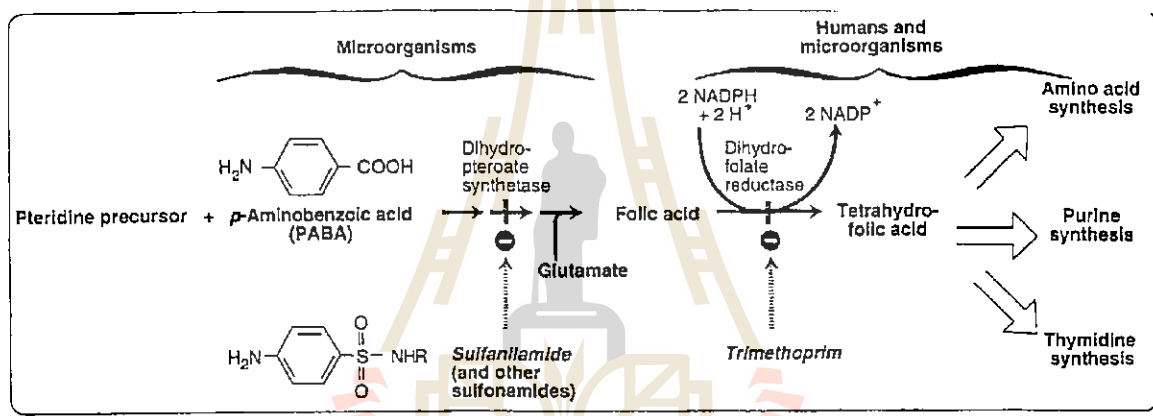 Microorganisms
Humans and
microorganisms
Amino acid
synthesis
2 NADPH
+ 2 H⁺
2 NADP⁺
H₂N
COOH
Dihydro-
pteroate
synthetase
Dihydro-
folate
reductase
Pteridine precursor + p-Aminobenzoic acid
(PABA)
Folic acid
Tetrahydro-
folic acid
Purine
synthesis
Glutamate
H₂N
O
S
O
NHR
Sulfanilamide
(and other
sulfonamides)
Trimethoprim
Thymidine
synthesis